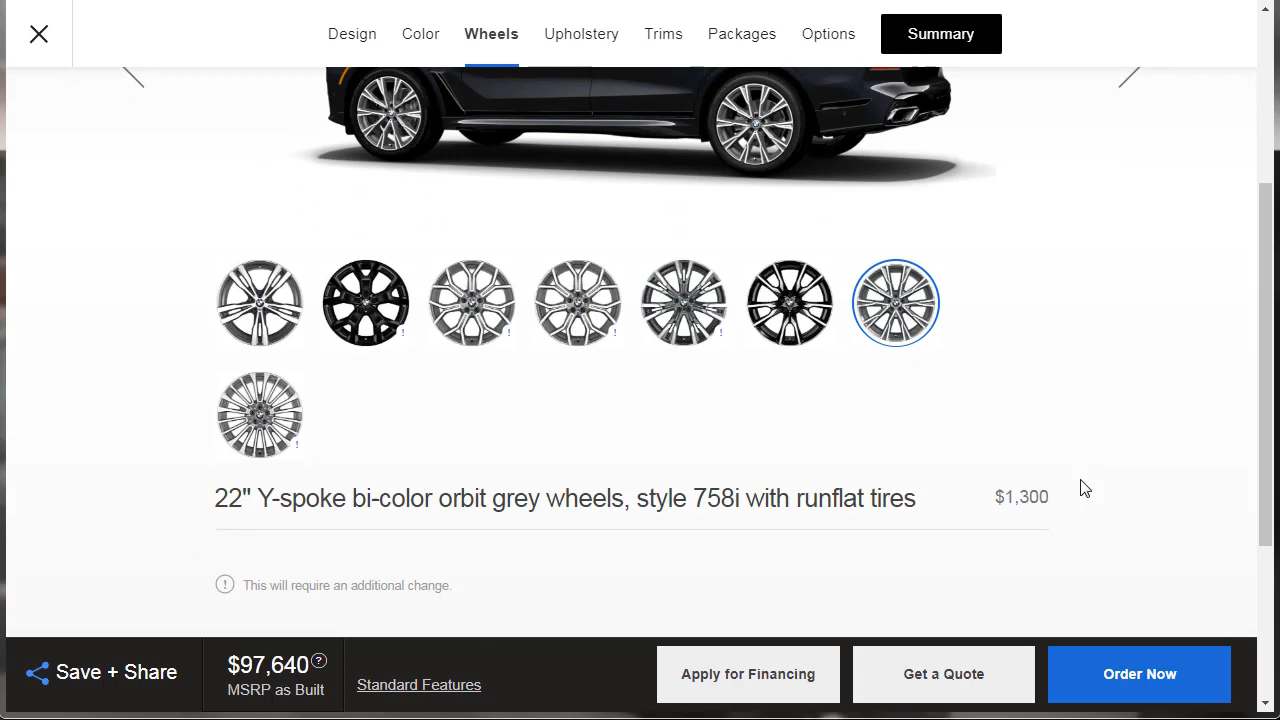 Design Color Wheels Upholstery Trims Packages Options Summary
22" Y-spoke bi-color orbit grey wheels, style 758i with runflat tires $1,300
! This will require an additional change.
Save + Share $97,640 ? Apply for Financing Get a Quote Order Now
MSRP as Built Standard Features